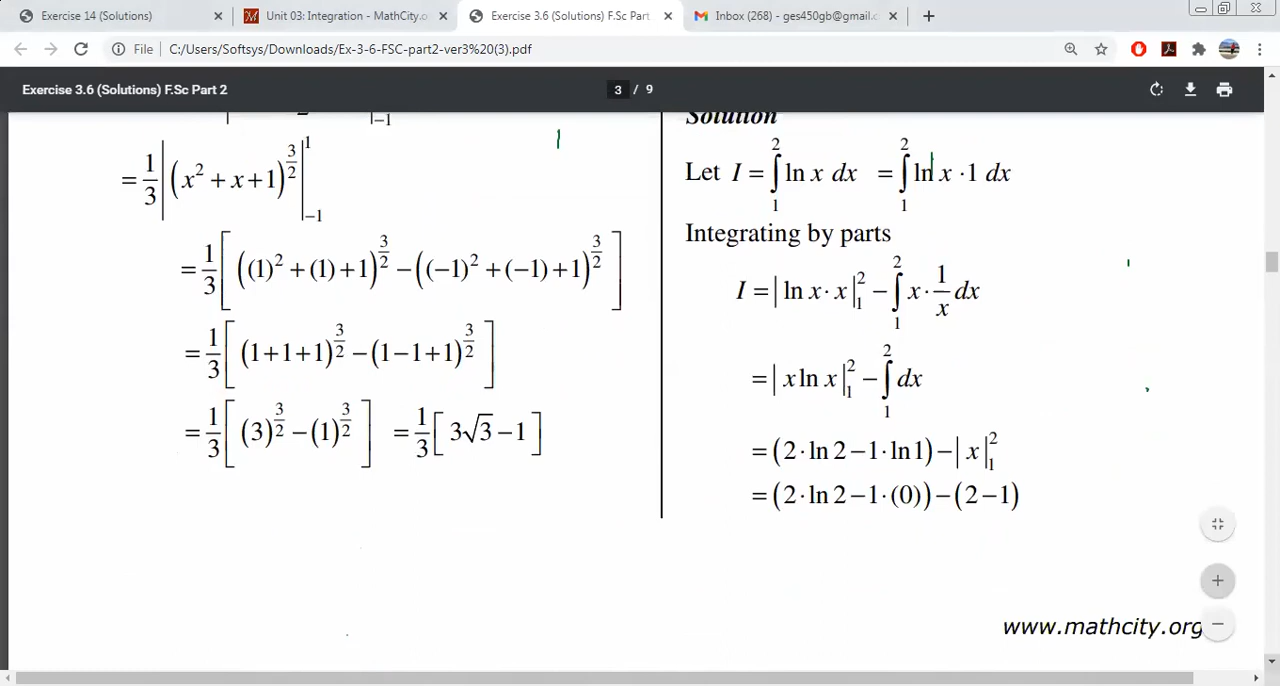 Exercise 14 (Solutions)
Unit 03: Integration - MathCity.o
Exercise 3.6 (Solutions) F.Sc Part
Inbox (268) - ges450gb@gmail.c
File C:/Users/Softsys/Downloads/Ex-3-6-FSC-part2-ver3%20(3).pdf
Exercise 3.6 (Solutions) F.Sc Part 2
3 / 9
= 1/3 |(x² + x + 1)^(3/2)|_{-1}^{1}
= 1/3 [ ((1)² + (1) + 1)^(3/2) − ((−1)² + (−1) + 1)^(3/2) ]
= 1/3 [ (1+1+1)^(3/2) − (1−1+1)^(3/2) ]
= 1/3 [ (3)^(3/2) − (1)^(3/2) ] = 1/3 [ 3√3 − 1 ]
Solution
Let I = ∫_1^2 ln x dx = ∫_1^2 ln x · 1 dx
Integrating by parts
I = | ln x · x |_1^2 − ∫_1^2 x · 1/x dx
= | x ln x |_1^2 − ∫_1^2 dx
= (2 · ln 2 − 1 · ln 1) − | x |_1^2
= (2 · ln 2 − 1 · (0)) − (2 − 1)
www.mathcity.org